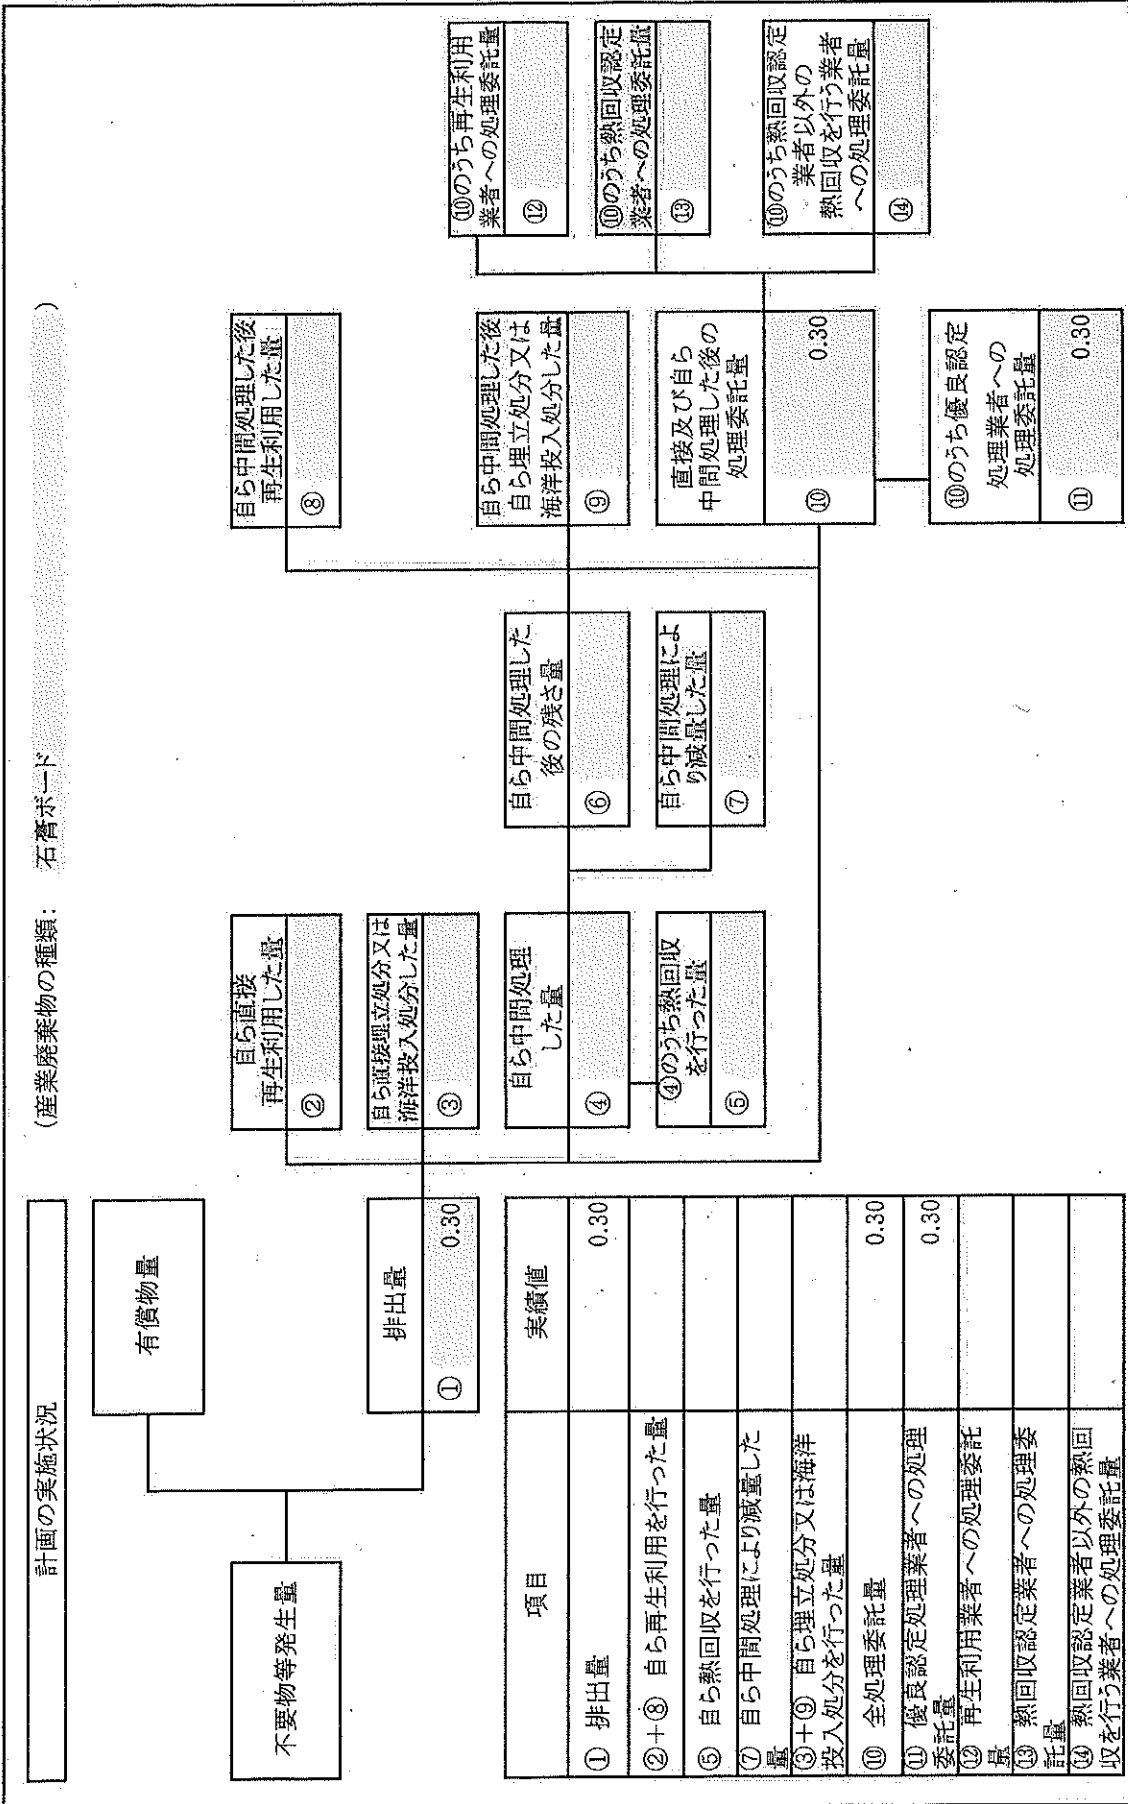 計画の実施状況
(産業廃棄物の種類: 石膏ボード )
不要物等発生量
有償物量
排出量
① 0.30
自ら直接
再生利用した量
②
自ら直接埋立処分又は
海洋投入処分した量
③
自ら中間処理
した量
④
④のうち熱回収
を行った量
⑤
自ら中間処理した
後の残さ量
⑥
自ら中間処理によ
り減量した量
⑦
自ら中間処理した後
再生利用した量
⑧
自ら中間処理した後
自ら埋立処分又は
海洋投入処分した量
⑨
直接及び自ら
中間処理した後の
処理委託量
⑩ 0.30
⑩のうち優良認定
処理業者への
処理委託量
⑪ 0.30
⑩のうち再生利用
業者への処理委託量
⑫
⑩のうち熱回収認定
業者への処理委託量
⑬
⑩のうち熱回収認定
業者以外の
熱回収を行う業者
への処理委託量
⑭
項目 実績値
① 排出量 0.30
②+⑧ 自ら再生利用を行った量
⑤ 自ら熱回収を行った量
⑦ 自ら中間処理により減量した
量
③+⑨ 自ら埋立処分又は海洋
投入処分を行った量
⑩ 全処理委託量 0.30
⑪ 優良認定処理業者への処理
委託量 0.30
⑫ 再生利用業者への処理委託
量
⑬ 熱回収認定業者への処理委
託量
⑭ 熱回収認定業者以外の熱回
収を行う業者への処理委託量